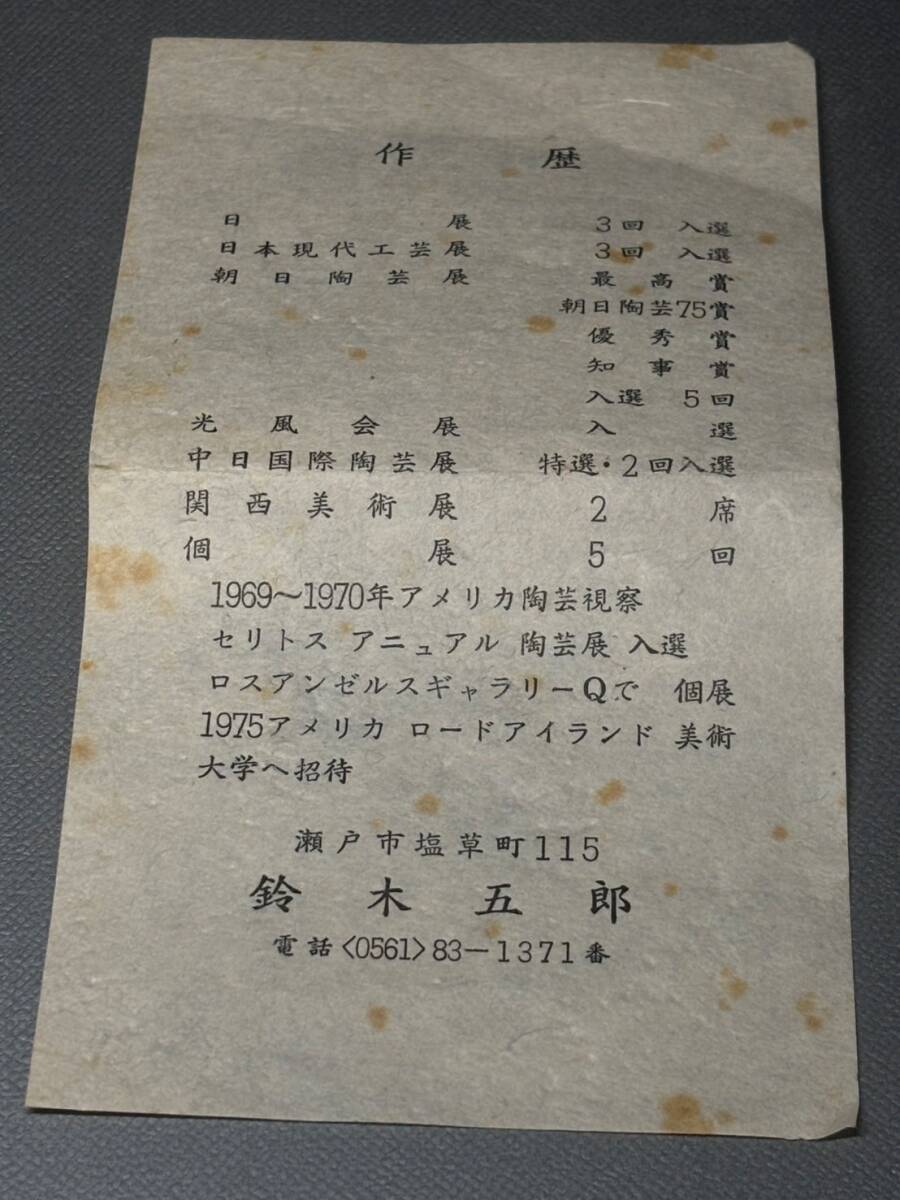 作歴
日展 3回 入選
日本現代工芸展 3回 入選
朝日陶芸展 最高賞
朝日陶芸75賞
優秀賞
知事賞
入選 5回
光風会展 入選
中日国際陶芸展 特選・2回入選
関西美術展 2席
個展 5回
1969〜1970年アメリカ陶芸視察
セリトス アニュアル 陶芸展 入選
ロスアンゼルスギャラリーQで 個展
1975アメリカ ロードアイランド 美術
大学へ招待
瀬戸市塩草町115
鈴木五郎
電話<0561>83－1371番